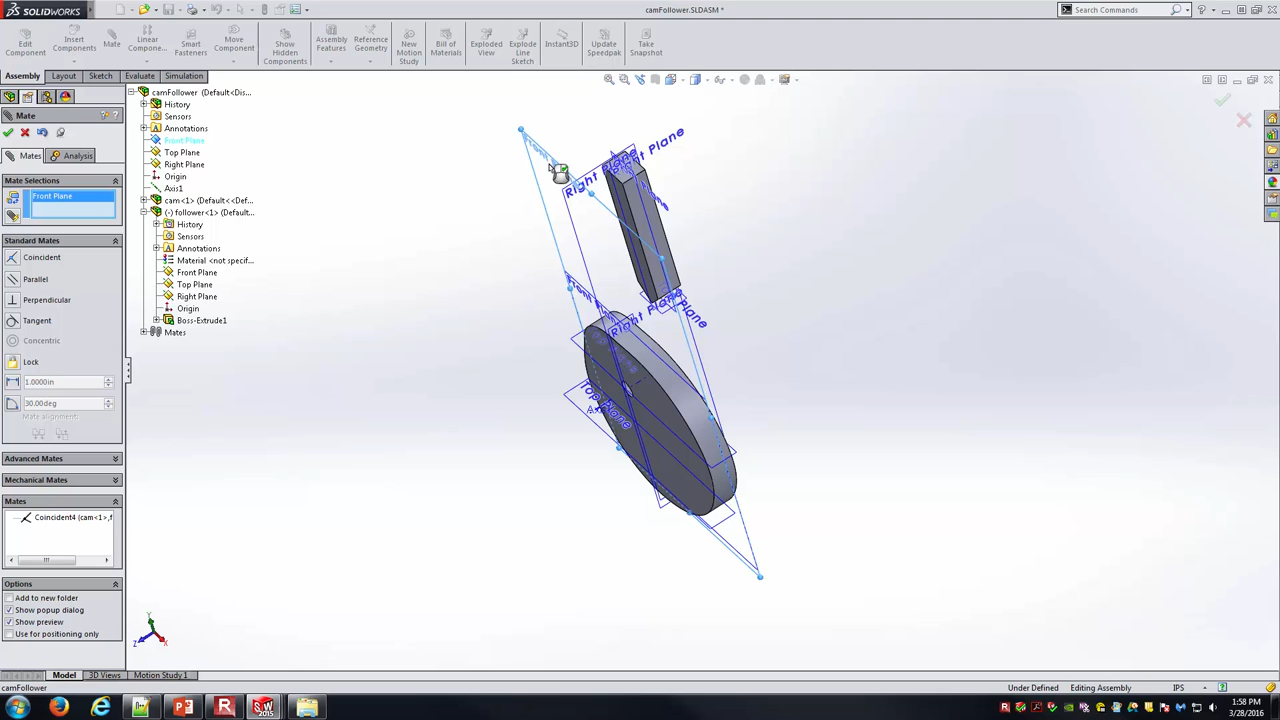 SOLIDWORKS
camFollower.SLDASM *
Search Commands
Edit Component
Insert Components
Mate
Linear Compone...
Smart Fasteners
Move Component
Show Hidden Components
Assembly Features
Reference Geometry
New Motion Study
Bill of Materials
Exploded View
Explode Line Sketch
Instant3D
Update Speedpak
Take Snapshot
Assembly
Layout
Sketch
Evaluate
Simulation
Mate
Mates
Analysis
Mate Selections
Front Plane
Standard Mates
Coincident
Parallel
Perpendicular
Tangent
Concentric
Lock
1.0000in
30.00deg
Mate alignment:
Advanced Mates
Mechanical Mates
Mates
Coincident4 (cam<1>,f
Options
Add to new folder
Show popup dialog
Show preview
Use for positioning only
camFollower (Default<Dis...
History
Sensors
Annotations
Front Plane
Top Plane
Right Plane
Origin
Axis1
cam<1> (Default<<Def...
(-) follower<1> (Default...
History
Sensors
Annotations
Material <not specif...
Front Plane
Top Plane
Right Plane
Origin
Boss-Extrude1
Mates
Right Plane
Right Plane
Right Plane
Plane
Top Plane
Y
Z
X
Model
3D Views
Motion Study 1
camFollower
Under Defined
Editing Assembly
IPS
1:58 PM
3/28/2016